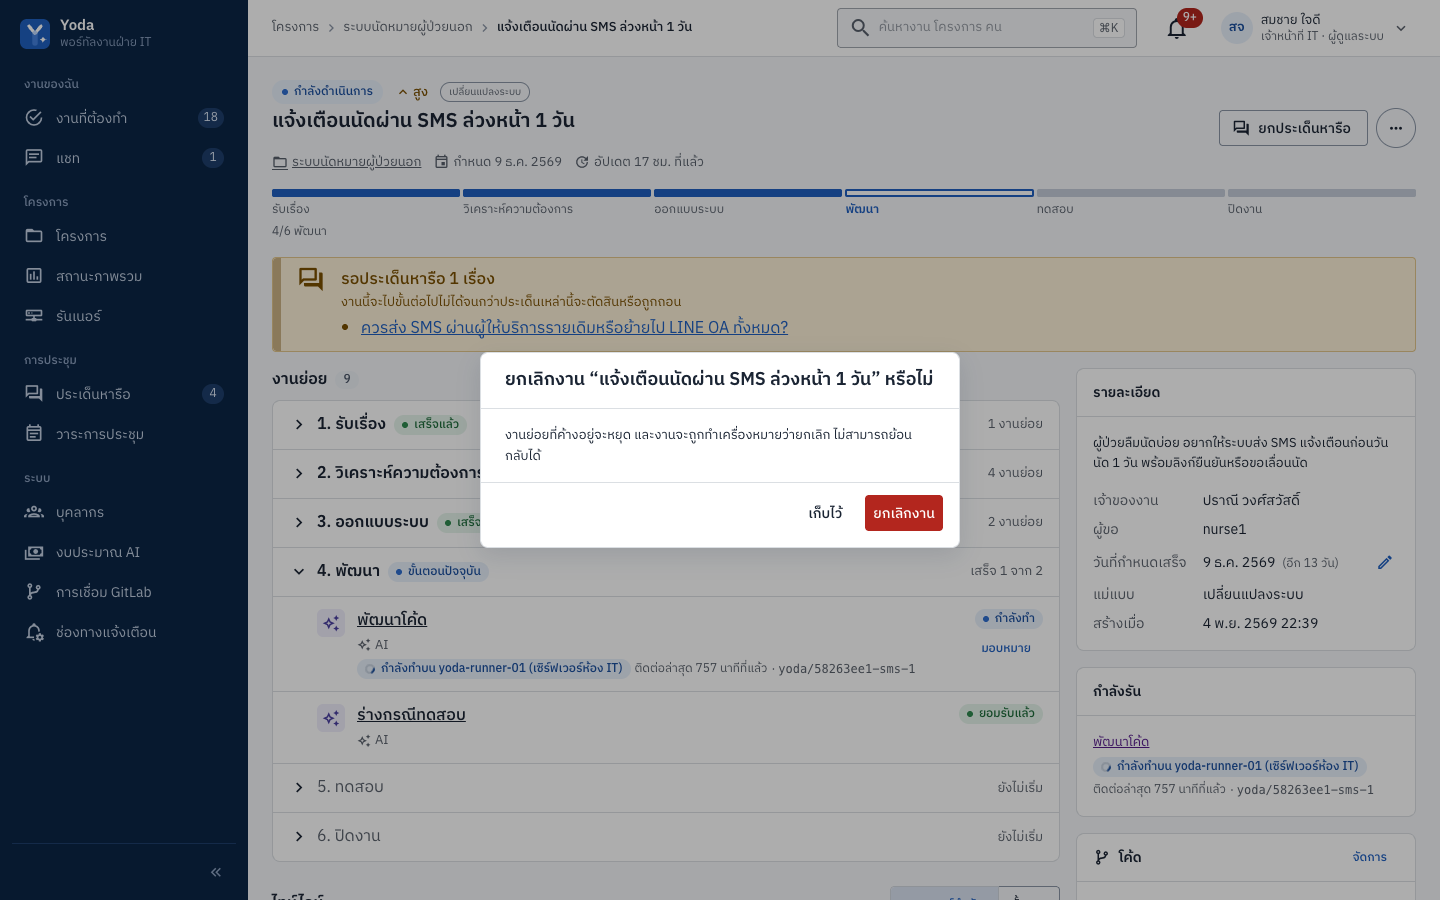 Yoda
พอร์ทัลงานฝ่าย IT
งานของฉัน
งานที่ต้องทำ 18
แชท 1
โครงการ
โครงการ
สถานะภาพรวม
รันเนอร์
การประชุม
ประเด็นหารือ 4
วาระการประชุม
ระบบ
บุคลากร
งบประมาณ AI
การเชื่อม GitLab
ช่องทางแจ้งเตือน
โครงการ > ระบบนัดหมายผู้ป่วยนอก > แจ้งเตือนนัดผ่าน SMS ล่วงหน้า 1 วัน
ค้นหางาน โครงการ คน ⌘K
9+
สจ
สมชาย ใจดี
เจ้าหน้าที่ IT · ผู้ดูแลระบบ
กำลังดำเนินการ สูง เปลี่ยนแปลงระบบ
แจ้งเตือนนัดผ่าน SMS ล่วงหน้า 1 วัน
ยกประเด็นหารือ
ระบบนัดหมายผู้ป่วยนอก กำหนด 9 ธ.ค. 2569 อัปเดต 17 ชม. ที่แล้ว
รับเรื่อง วิเคราะห์ความต้องการ ออกแบบระบบ พัฒนา ทดสอบ ปิดงาน
4/6 พัฒนา
รอประเด็นหารือ 1 เรื่อง
งานนี้จะไปขั้นต่อไปไม่ได้จนกว่าประเด็นเหล่านี้จะตัดสินหรือถูกถอน
ควรส่ง SMS ผ่านผู้ให้บริการรายเดิมหรือย้ายไป LINE OA ทั้งหมด?
งานย่อย 9
1. รับเรื่อง เสร็จแล้ว 1 งานย่อย
2. วิเคราะห์ความต้องการ 4 งานย่อย
3. ออกแบบระบบ เสร็จ 2 งานย่อย
4. พัฒนา ขั้นตอนปัจจุบัน เสร็จ 1 จาก 2
พัฒนาโค้ด กำลังทำ
AI มอบหมาย
กำลังทำบน yoda-runner-01 (เซิร์ฟเวอร์ห้อง IT) ติดต่อล่าสุด 757 นาทีที่แล้ว · yoda/58263ee1-sms-1
ร่างกรณีทดสอบ ยอมรับแล้ว
AI
5. ทดสอบ ยังไม่เริ่ม
6. ปิดงาน ยังไม่เริ่ม
ยกเลิกงาน “แจ้งเตือนนัดผ่าน SMS ล่วงหน้า 1 วัน” หรือไม่
งานย่อยที่ค้างอยู่จะหยุด และงานจะถูกทำเครื่องหมายว่ายกเลิก ไม่สามารถย้อน
กลับได้
เก็บไว้ ยกเลิกงาน
รายละเอียด
ผู้ป่วยลืมนัดบ่อย อยากให้ระบบส่ง SMS แจ้งเตือนก่อนวัน
นัด 1 วัน พร้อมลิงก์ยืนยันหรือขอเลื่อนนัด
เจ้าของงาน ปราณี วงศ์สวัสดิ์
ผู้ขอ nurse1
วันที่กำหนดเสร็จ 9 ธ.ค. 2569 (อีก 13 วัน)
แม่แบบ เปลี่ยนแปลงระบบ
สร้างเมื่อ 4 พ.ย. 2569 22:39
กำลังรัน
พัฒนาโค้ด
กำลังทำบน yoda-runner-01 (เซิร์ฟเวอร์ห้อง IT)
ติดต่อล่าสุด 757 นาทีที่แล้ว · yoda/58263ee1-sms-1
โค้ด จัดการ